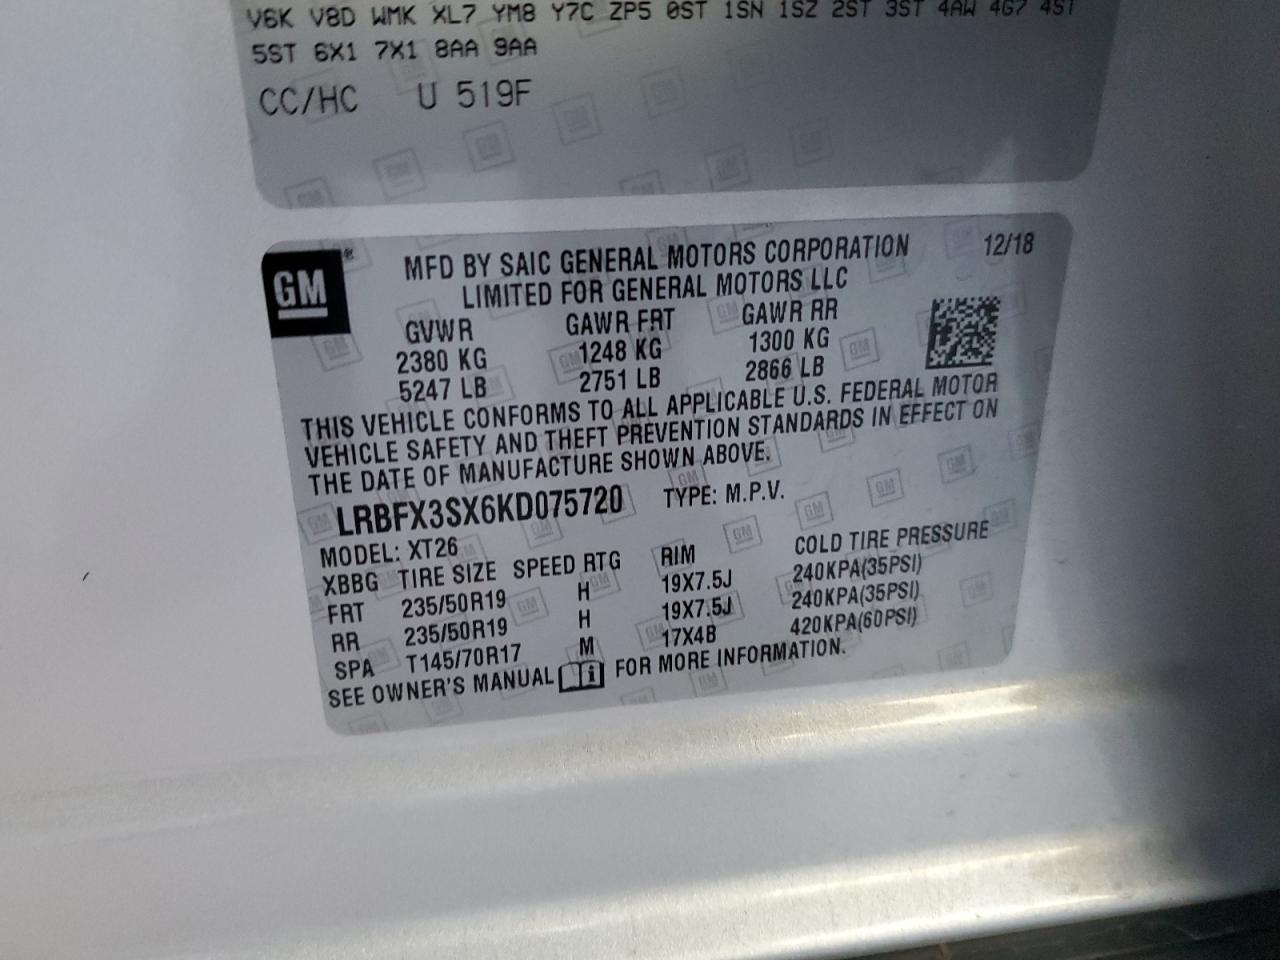 V6K V8D WMK XL7 YM8 Y7C ZP5 0ST 1SN 1SZ 2ST 3ST 4AW 4G7 4ST
5ST 6X1 7X1 8AA 9AA
CC/HC U 519F
GM ®
MFD BY SAIC GENERAL MOTORS CORPORATION 12/18
LIMITED FOR GENERAL MOTORS LLC
GVWR GAWR FRT GAWR RR
2380 KG 1248 KG 1300 KG
5247 LB 2751 LB 2866 LB
THIS VEHICLE CONFORMS TO ALL APPLICABLE U.S. FEDERAL MOTOR
VEHICLE SAFETY AND THEFT PREVENTION STANDARDS IN EFFECT ON
THE DATE OF MANUFACTURE SHOWN ABOVE.
LRBFX3SX6KD075720 TYPE: M.P.V.
MODEL: XT26
XBBG TIRE SIZE SPEED RTG RIM COLD TIRE PRESSURE
FRT 235/50R19 H 19X7.5J 240KPA(35PSI)
RR 235/50R19 H 19X7.5J 240KPA(35PSI)
SPA T145/70R17 M 17X4B 420KPA(60PSI)
SEE OWNER'S MANUAL FOR MORE INFORMATION.